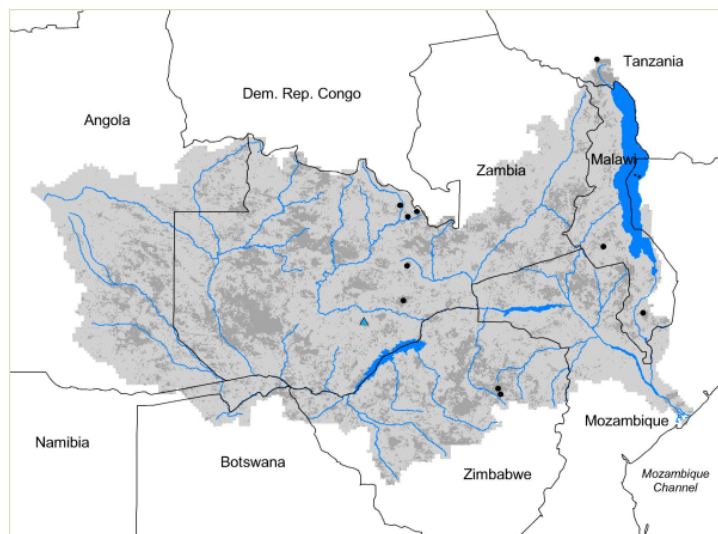 Tanzania
Dem. Rep. Congo
Angola
Malawi
Zambia
Mozambique
Namibia
Botswana
Zimbabwe
Mozambique
Channel